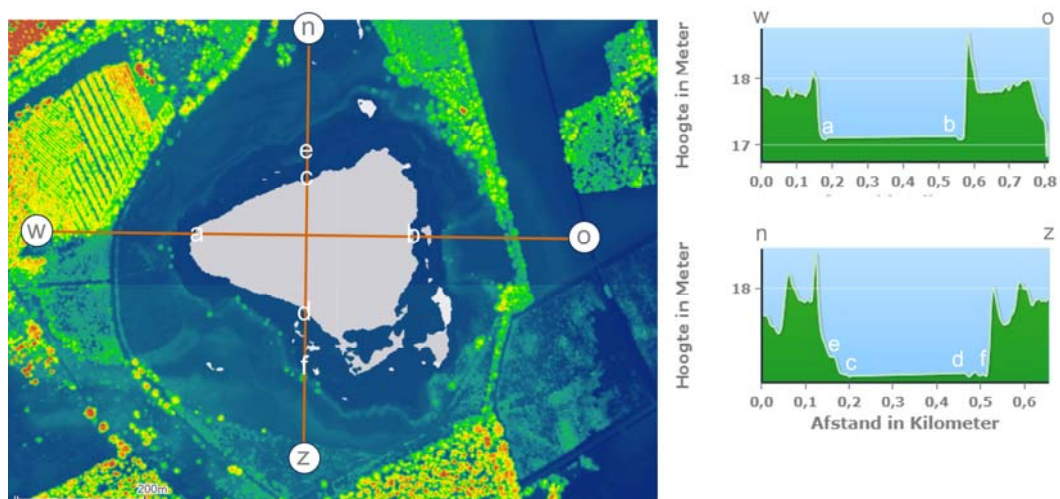 n
e
c
w
a
b
o
d
f
z
200m
w
o
Hoogte in Meter
18
17
a
b
0,0 0,1 0,2 0,3 0,4 0,5 0,6 0,7 0,8
n
z
Hoogte in Meter
18
e
c
d
f
0,0 0,1 0,2 0,3 0,4 0,5 0,6
Afstand in Kilometer